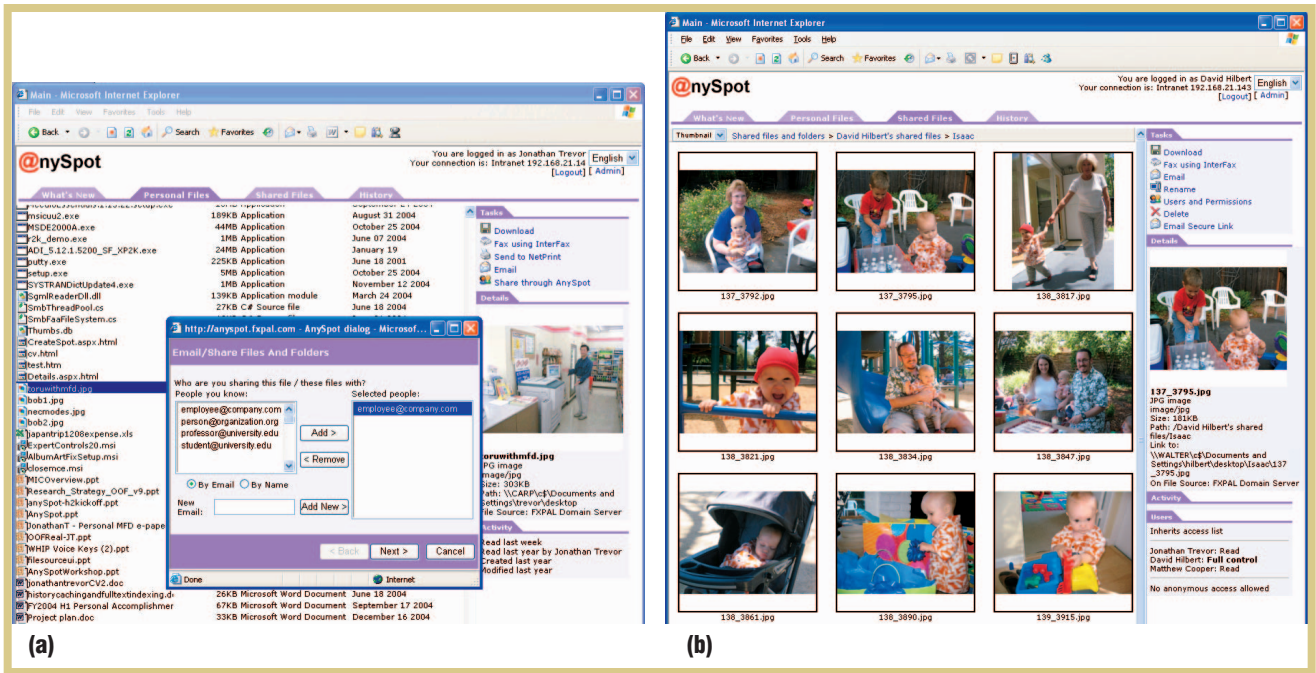 Main - Microsoft Internet Explorer
File Edit View Favorites Tools Help
Back Search Favorites
@nySpot
You are logged in as Jonathan Trevor
Your connection is: Intranet 192.168.21.14
English
[Logout] [ Admin]
What's New Personal Files Shared Files History
msicuu2.exe 189KB Application August 31 2004
MSDE2000A.exe 44MB Application October 25 2004
r2k_demo.exe 1MB Application June 07 2004
ADI_5.12.1.5200_SF_XP2K.exe 24MB Application January 19
putty.exe 225KB Application June 18 2001
setup.exe 5MB Application October 25 2004
SYSTRANDictUpdate4.exe 1MB Application November 12 2004
SgmlReaderDll.dll 139KB Application module March 24 2004
SmbThreadPool.cs 27KB C# Source file June 18 2004
SmbFaaFileSystem.cs
Thumbs.db
CreateSpot.aspx.html
cv.html
test.htm
Details.aspx.html
toruwithmfd.jpg
bob1.jpg
necmodes.jpg
bob2.jpg
japantrip1208expense.xls
ExpertControls20.msi
AlbumArtFixSetup.msi
closemce.msi
MICOverview.ppt
Research_Strategy_OOF_v9.ppt
anySpot-h2kickoff.ppt
AnySpot.ppt
JonathanT - Personal MFD e-pape
OOFReal-JT.ppt
WHIP Voice Keys (2).ppt
filesourceui.ppt
AnySpotWorkshop.ppt
jonathantrevorCV2.doc
historycachingandfulltextindexing.d 26KB Microsoft Word Document June 18 2004
FY2004 H1 Personal Accomplishmer 67KB Microsoft Word Document September 17 2004
Project plan.doc 33KB Microsoft Word Document December 16 2004
Tasks
Download
Fax using InterFax
Send to NetPrint
Email
Share through AnySpot
Details
toruwithmfd.jpg
JPG image
image/jpg
Size: 303KB
Path: \\CARP\c$\Documents and
Settings\trevor\desktop
File Source: FXPAL Domain Server
Activity
Read last week
Read last year by Jonathan Trevor
Created last year
Modified last year
http://anyspot.fxpal.com - AnySpot dialog - Microsof...
Email/Share Files And Folders
Who are you sharing this file / these files with?
People you know: Selected people:
employee@company.com
person@organization.org
professor@university.edu
student@university.edu
employee@company.com
Add >
< Remove
By Email By Name
New
Email:
Add New >
< Back Next > Cancel
Done Internet
(a)
Main - Microsoft Internet Explorer
File Edit View Favorites Tools Help
Back Search Favorites
@nySpot
You are logged in as David Hilbert
Your connection is: Intranet 192.168.21.143
English
[Logout] [ Admin]
What's New Personal Files Shared Files History
Thumbnail Shared files and folders > David Hilbert's shared files > Isaac
137_3792.jpg 137_3795.jpg 138_3817.jpg
138_3821.jpg 138_3834.jpg 138_3847.jpg
138_3861.jpg 138_3890.jpg 139_3915.jpg
Tasks
Download
Fax using InterFax
Email
Rename
Users and Permissions
Delete
Email Secure Link
Details
137_3795.jpg
JPG image
image/jpg
Size: 181KB
Path: /David Hilbert's shared
files/Isaac
Link to:
\\WALTER\c$\Documents and
Settings\hilbert\desktop\Isaac\137
_3795.jpg
On File Source: FXPAL Domain Server
Activity
Users
Inherits access list
Jonathan Trevor: Read
David Hilbert: Full control
Matthew Cooper: Read
No anonymous access allowed
(b)